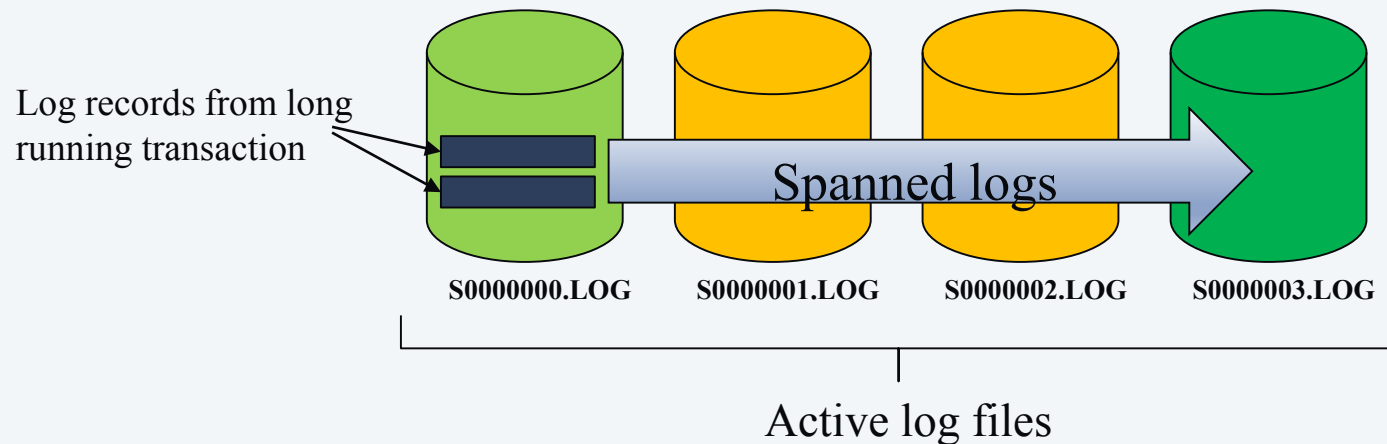 Log records from long
running transaction
Spanned logs
S0000000.LOG
S0000001.LOG
S0000002.LOG
S0000003.LOG
Active log files